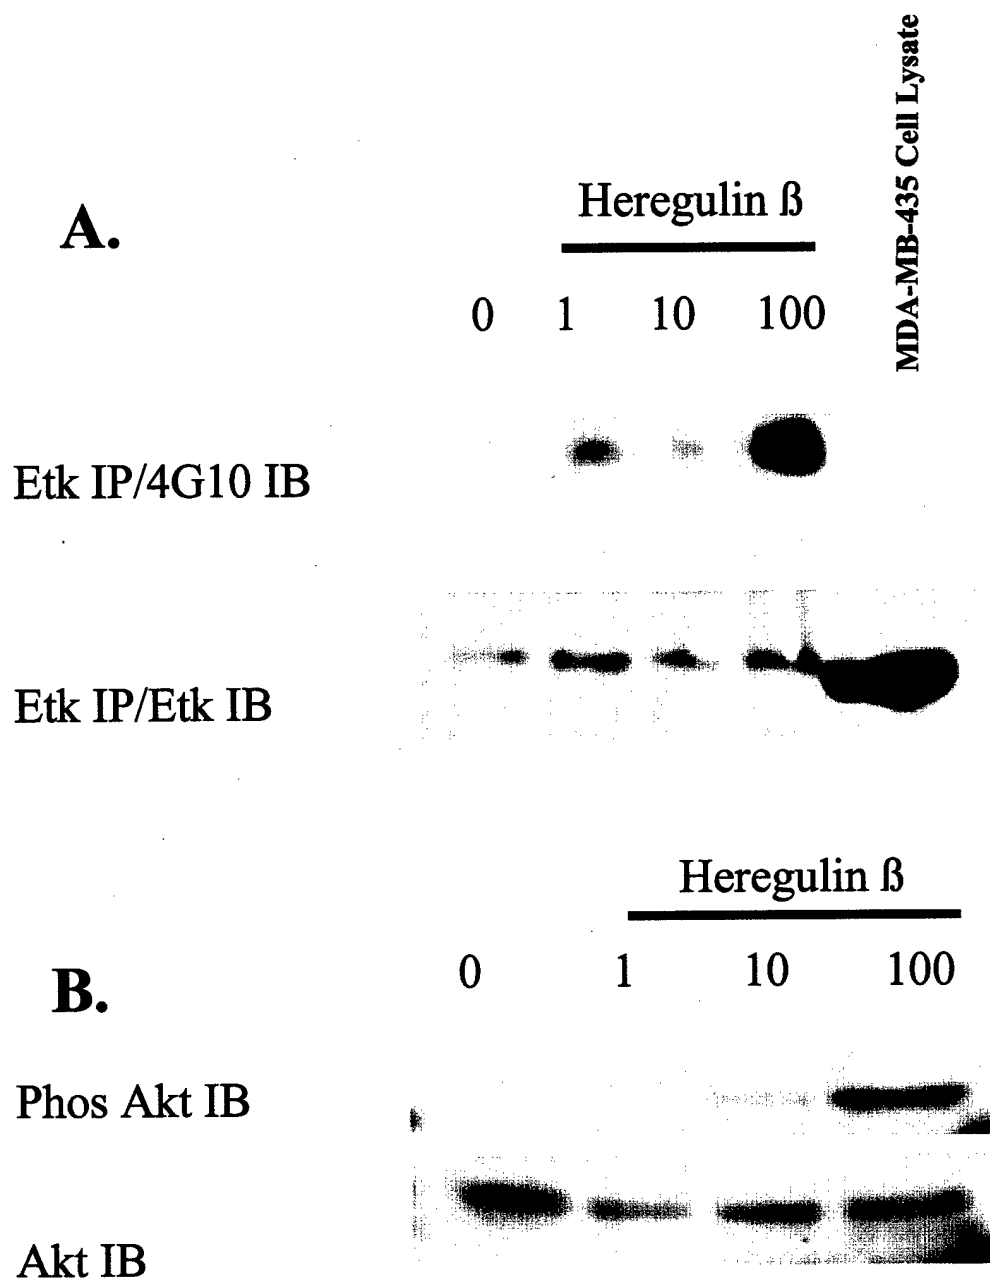 MDA-MB-435 Cell Lysate
A.
Heregulin ß
0 1 10 100
Etk IP/4G10 IB
Etk IP/Etk IB
Heregulin ß
B.
0 1 10 100
Phos Akt IB
Akt IB